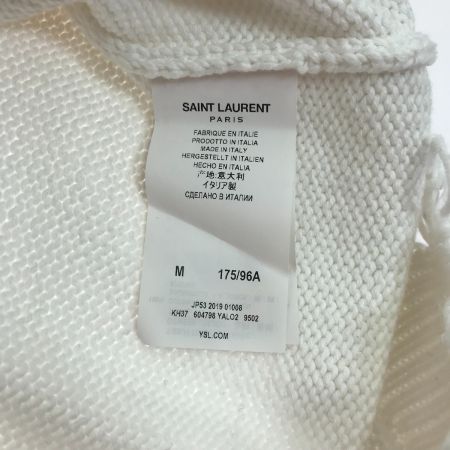 SAINT LAURENT
PARIS
FABRIQUE EN ITALIE
PRODOTTO IN ITALIA
MADE IN ITALY
HERGESTELLT IN ITALIEN
HECHO EN ITALIA
产地:意大利
イタリア製
СДЕЛАНО В ИТАЛИИ
M 175/96A
JP53 2019 01006
KH37 604798 YALO2 9502
YSL.COM